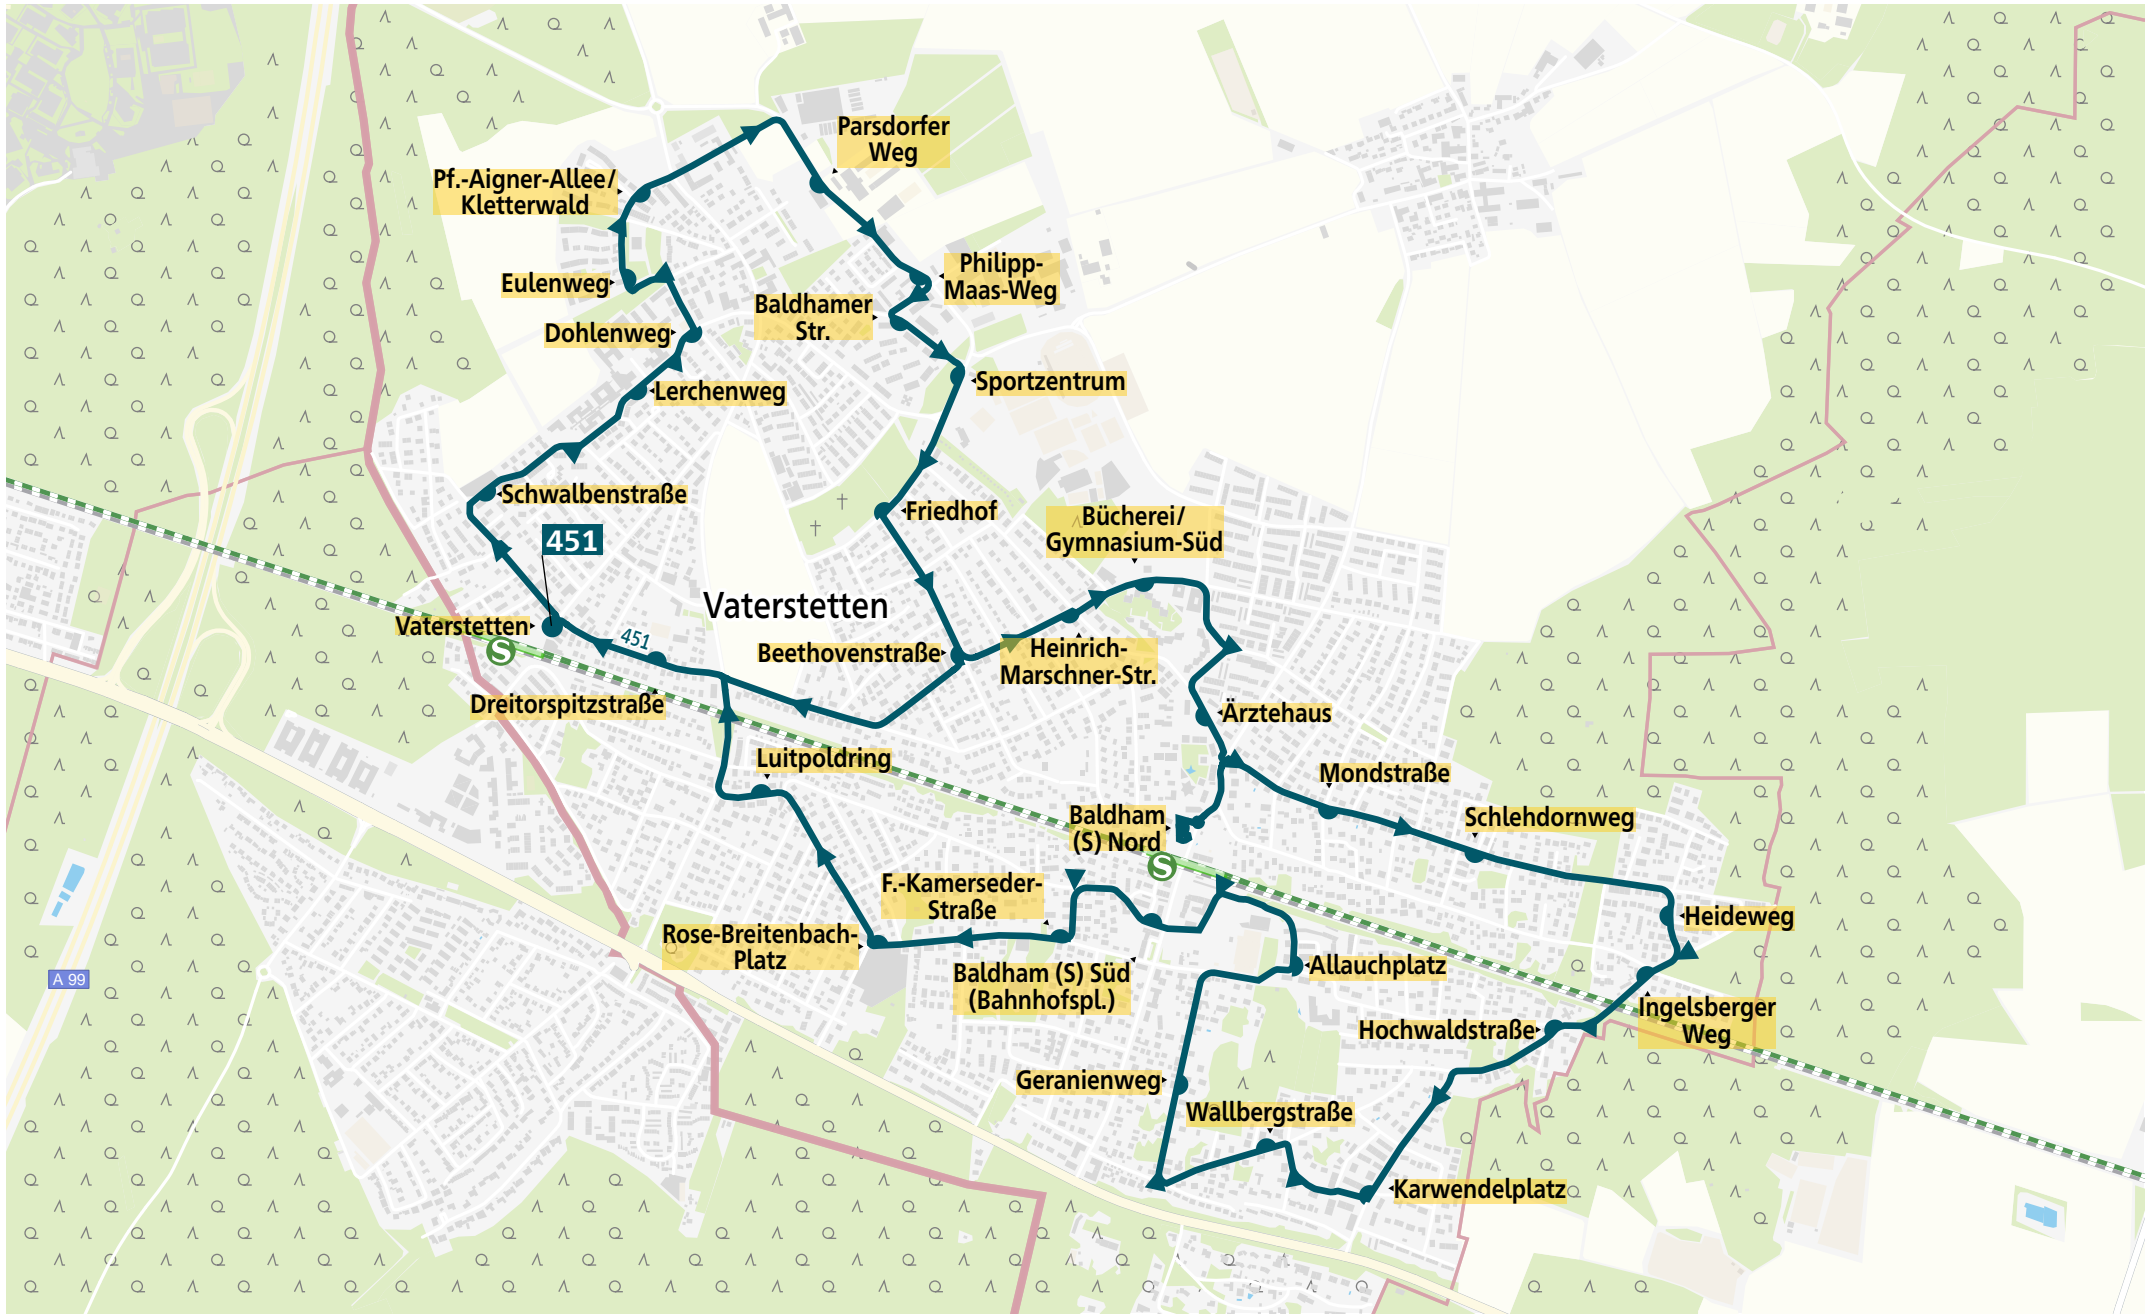 Parsdorfer
Weg
Pf.-Aigner-Allee/
Kletterwald
Philipp-
Maas-Weg
Eulenweg
Baldhamer
Str.
Dohlenweg
Sportzentrum
Lerchenweg
Schwalbenstraße
Friedhof
Bücherei/
Gymnasium-Süd
451
Vaterstetten
Vaterstetten
451
S
Beethovenstraße
Heinrich-
Marschner-Str.
Dreitorspitzstraße
Ärztehaus
Luitpoldring
Mondstraße
Baldham
(S) Nord
Schlehdornweg
S
F.-Kamerseder-
Straße
Heideweg
Rose-Breitenbach-
Platz
Baldham (S) Süd
(Bahnhofspl.)
Allauchplatz
A 99
Ingelsberger
Weg
Hochwaldstraße
Geranienweg
Wallbergstraße
Karwendelplatz